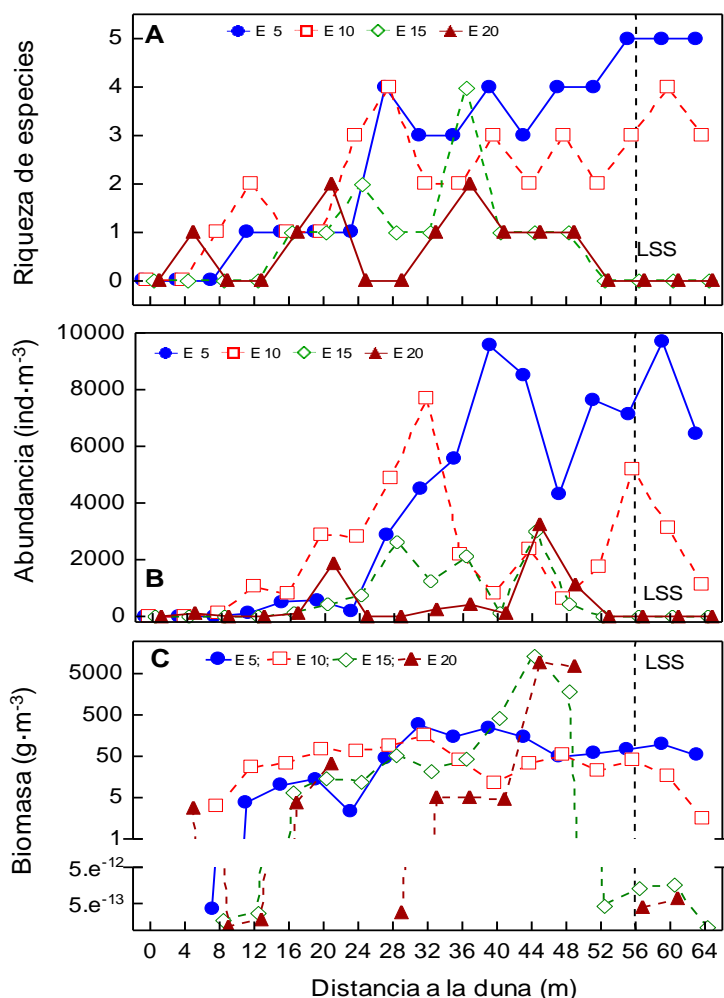 A
E 5 E 10 E 15 E 20
Riqueza de especies
5
4
3
2
1
0
LSS
10000
8000
6000
4000
2000
0
E 5 E 10 E 15 E 20
Abundancia (ind·m⁻³)
B
LSS
C
E 5; E 10; E 15; E 20
LSS
Biomasa (g·m⁻³)
5000
500
50
5
1
5.e⁻¹²
5.e⁻¹³
0 4 8 12 16 20 24 28 32 36 40 44 48 52 56 60 64
Distancia a la duna (m)